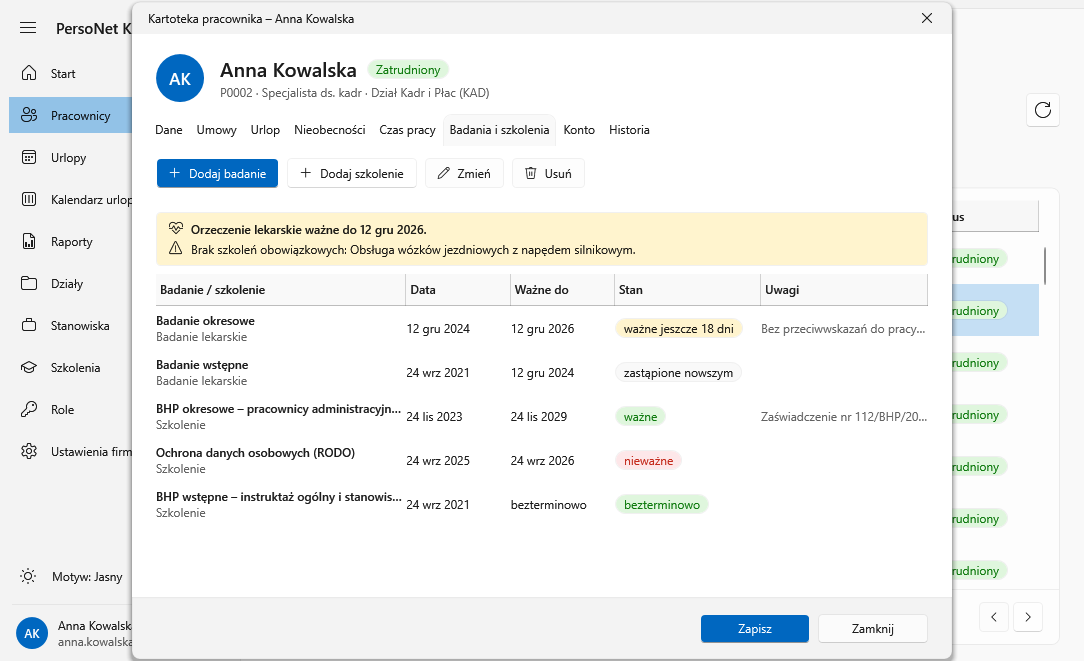 Kartoteka pracownika – Anna Kowalska
PersoNet K
Start
Pracownicy
Urlopy
Kalendarz urlop
Raporty
Działy
Stanowiska
Szkolenia
Role
Ustawienia firm
Motyw: Jasny
AK
Anna Kowalsk
anna.kowalska
AK
Anna Kowalska
Zatrudniony
P0002 · Specjalista ds. kadr · Dział Kadr i Płac (KAD)
Dane Umowy Urlop Nieobecności Czas pracy Badania i szkolenia Konto Historia
Dodaj badanie Dodaj szkolenie Zmień Usuń
Orzeczenie lekarskie ważne do 12 gru 2026.
Brak szkoleń obowiązkowych: Obsługa wózków jezdniowych z napędem silnikowym.
Badanie / szkolenie Data Ważne do Stan Uwagi
Badanie okresowe
Badanie lekarskie
12 gru 2024 12 gru 2026 ważne jeszcze 18 dni Bez przeciwwskazań do pracy...
Badanie wstępne
Badanie lekarskie
24 wrz 2021 12 gru 2024 zastąpione nowszym
BHP okresowe – pracownicy administracyjn...
Szkolenie
24 lis 2023 24 lis 2029 ważne Zaświadczenie nr 112/BHP/20...
Ochrona danych osobowych (RODO)
Szkolenie
24 wrz 2025 24 wrz 2026 nieważne
BHP wstępne – instruktaż ogólny i stanowis...
Szkolenie
24 wrz 2021 bezterminowo bezterminowo
Zapisz Zamknij
us
rudniony
rudniony
rudniony
rudniony
rudniony
rudniony
rudniony